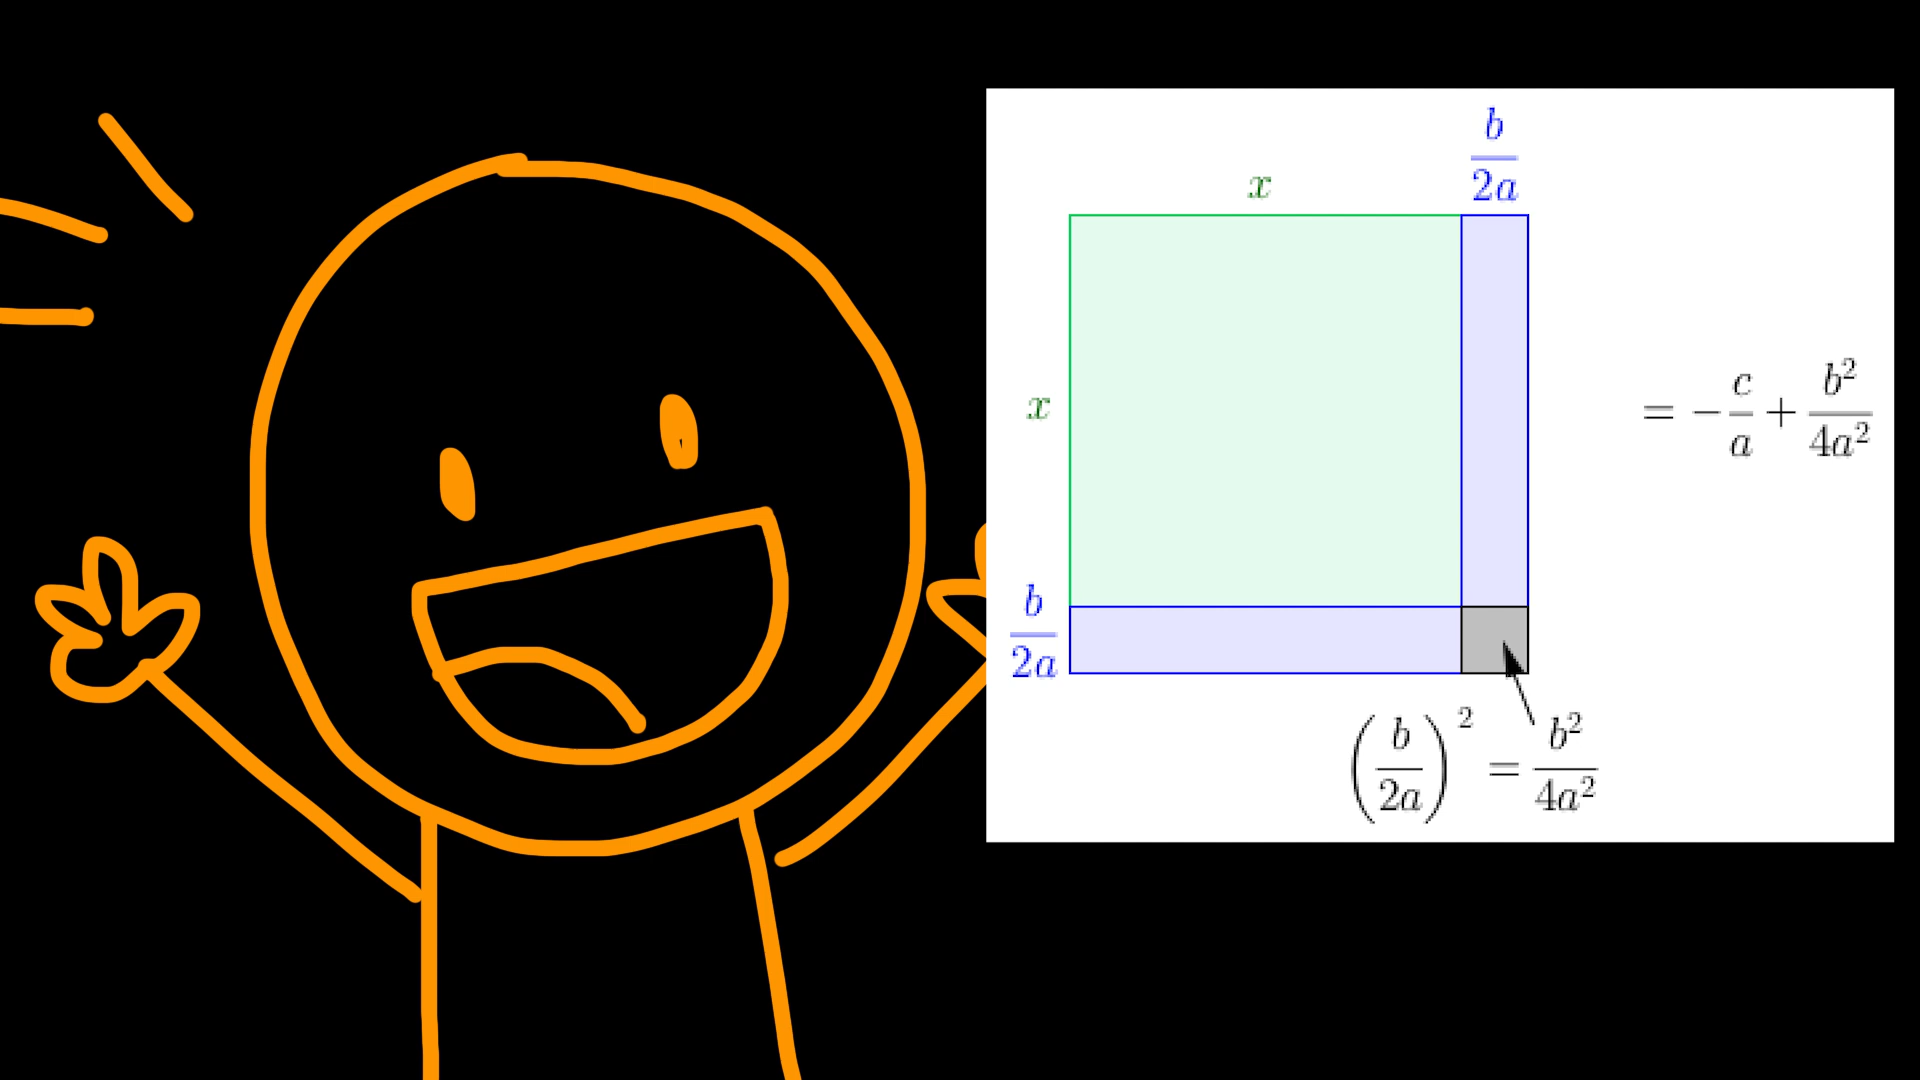 b/2a
x
x
= -c/a + b²/4a²
b/2a
(b/2a)² = b²/4a²